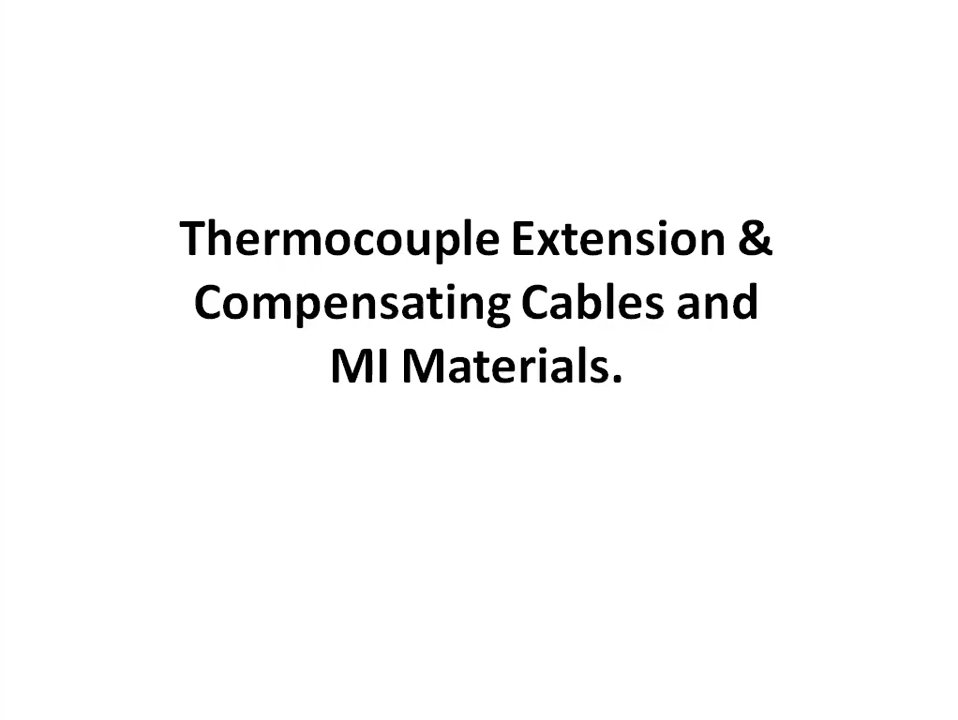 Thermocouple Extension &
Compensating Cables and
MI Materials.